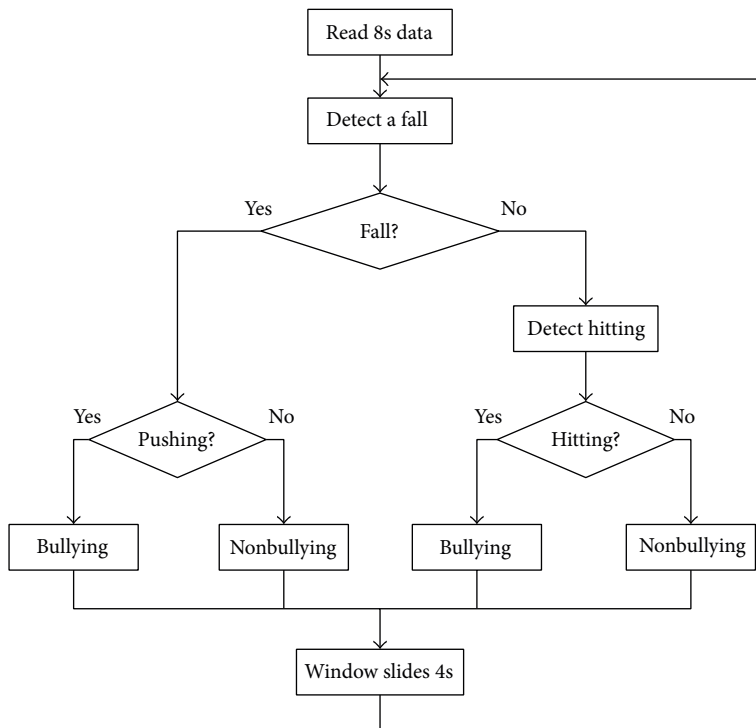 Read 8s data
Detect a fall
Yes
No
Fall?
Detect hitting
Yes
No
Yes
No
Pushing?
Hitting?
Bullying
Nonbullying
Bullying
Nonbullying
Window slides 4s